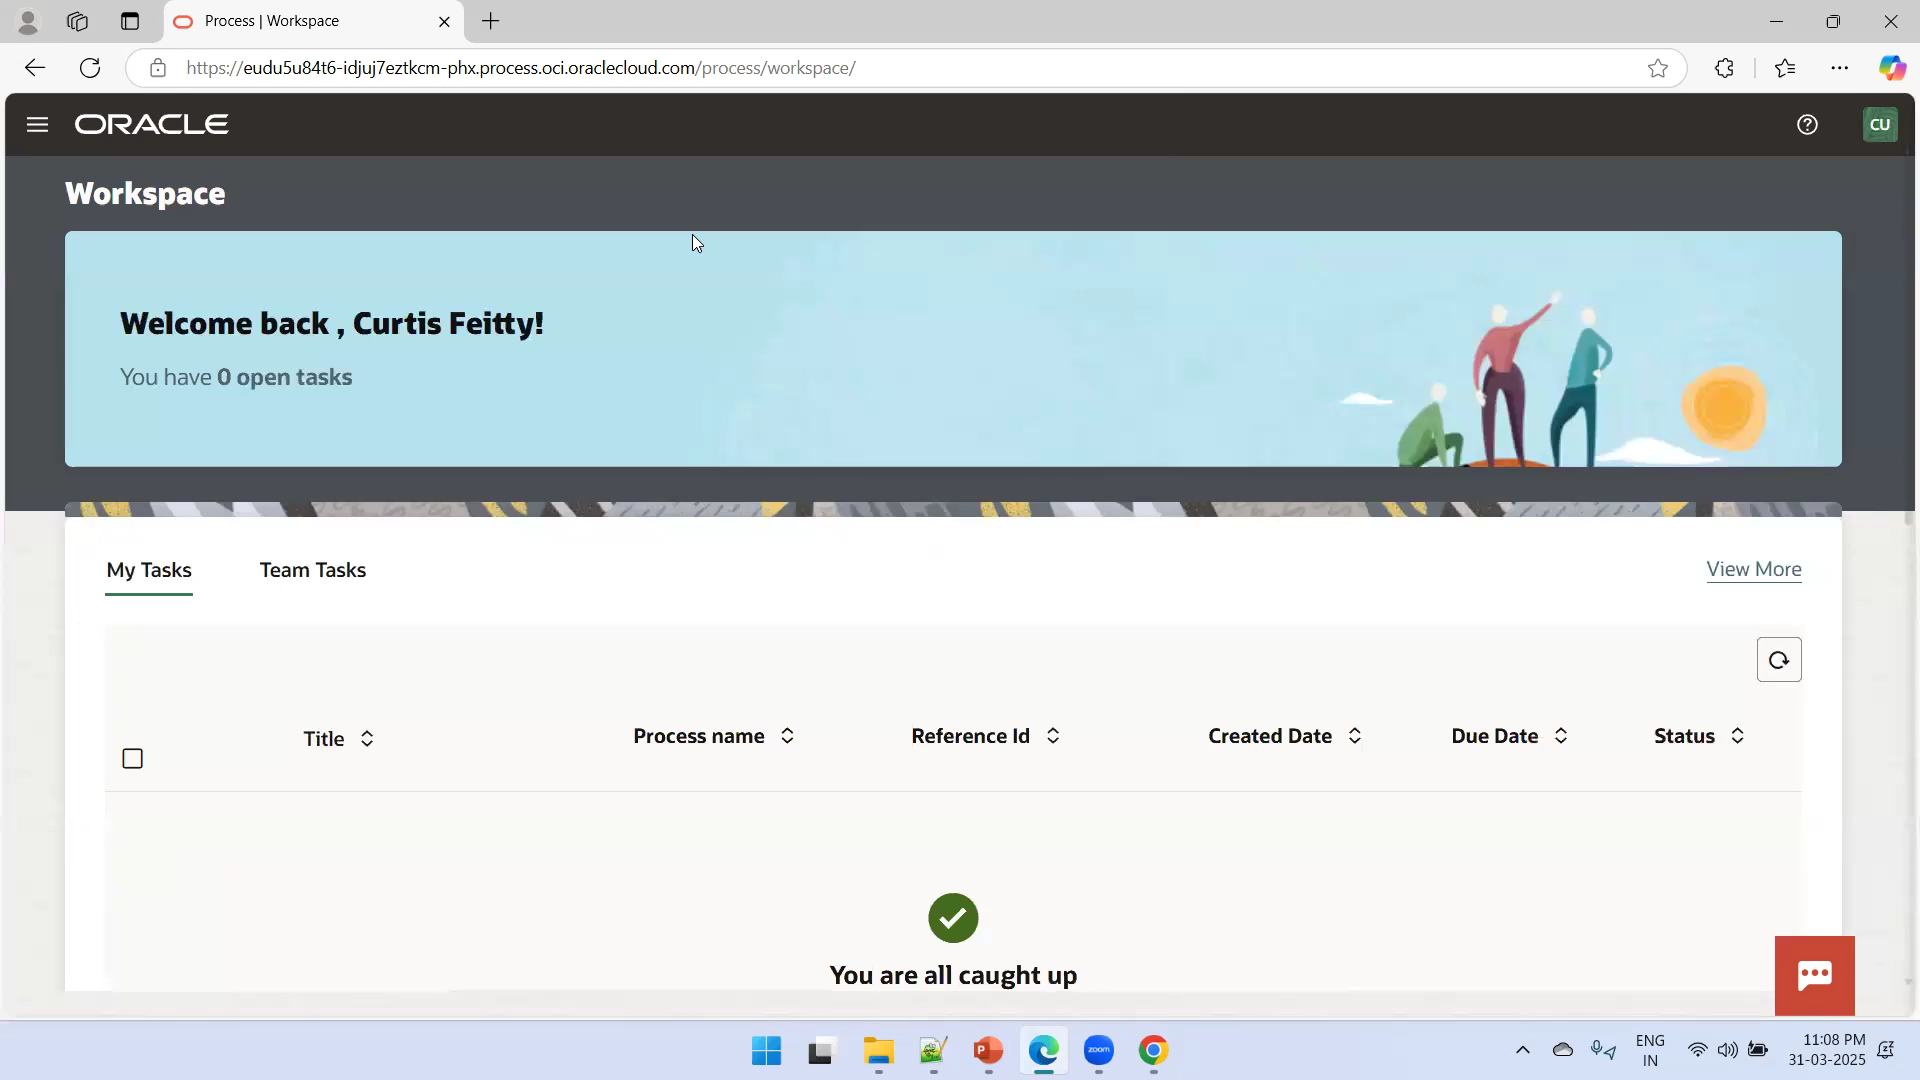 Process | Workspace
https://eudu5u84t6-idjuj7eztkcm-phx.process.oci.oraclecloud.com/process/workspace/
ORACLE
CU
Workspace
Welcome back , Curtis Feitty!
You have 0 open tasks
My Tasks
Team Tasks
View More
Title
Process name
Reference Id
Created Date
Due Date
Status
You are all caught up
zoom
ENG
IN
11:08 PM
31-03-2025